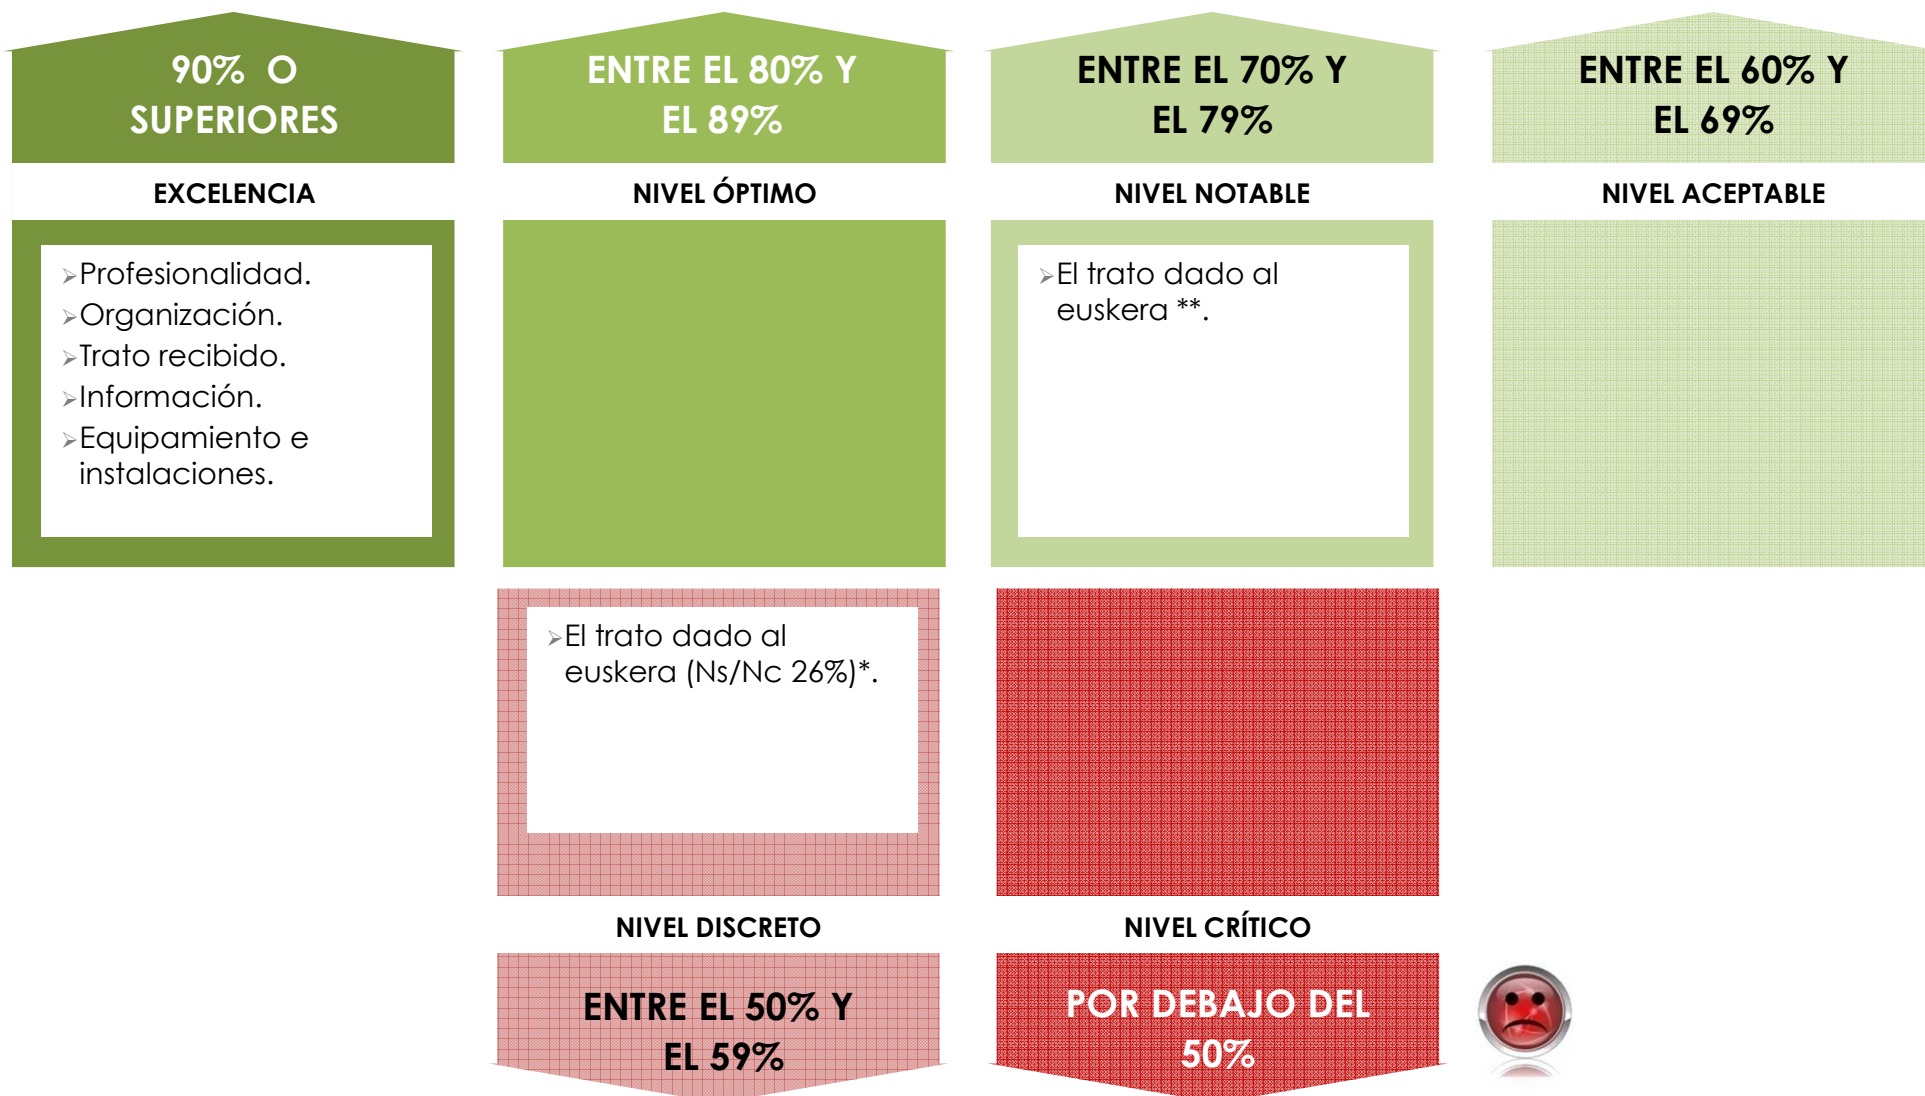 90% O
SUPERIORES
EXCELENCIA
➢Profesionalidad.
➢Organización.
➢Trato recibido.
➢Información.
➢Equipamiento e
instalaciones.
ENTRE EL 80% Y
EL 89%
NIVEL ÓPTIMO
ENTRE EL 70% Y
EL 79%
NIVEL NOTABLE
➢El trato dado al
euskera **.
ENTRE EL 60% Y
EL 69%
NIVEL ACEPTABLE
➢El trato dado al
euskera (Ns/Nc 26%)*.
NIVEL DISCRETO
ENTRE EL 50% Y
EL 59%
NIVEL CRÍTICO
POR DEBAJO DEL
50%